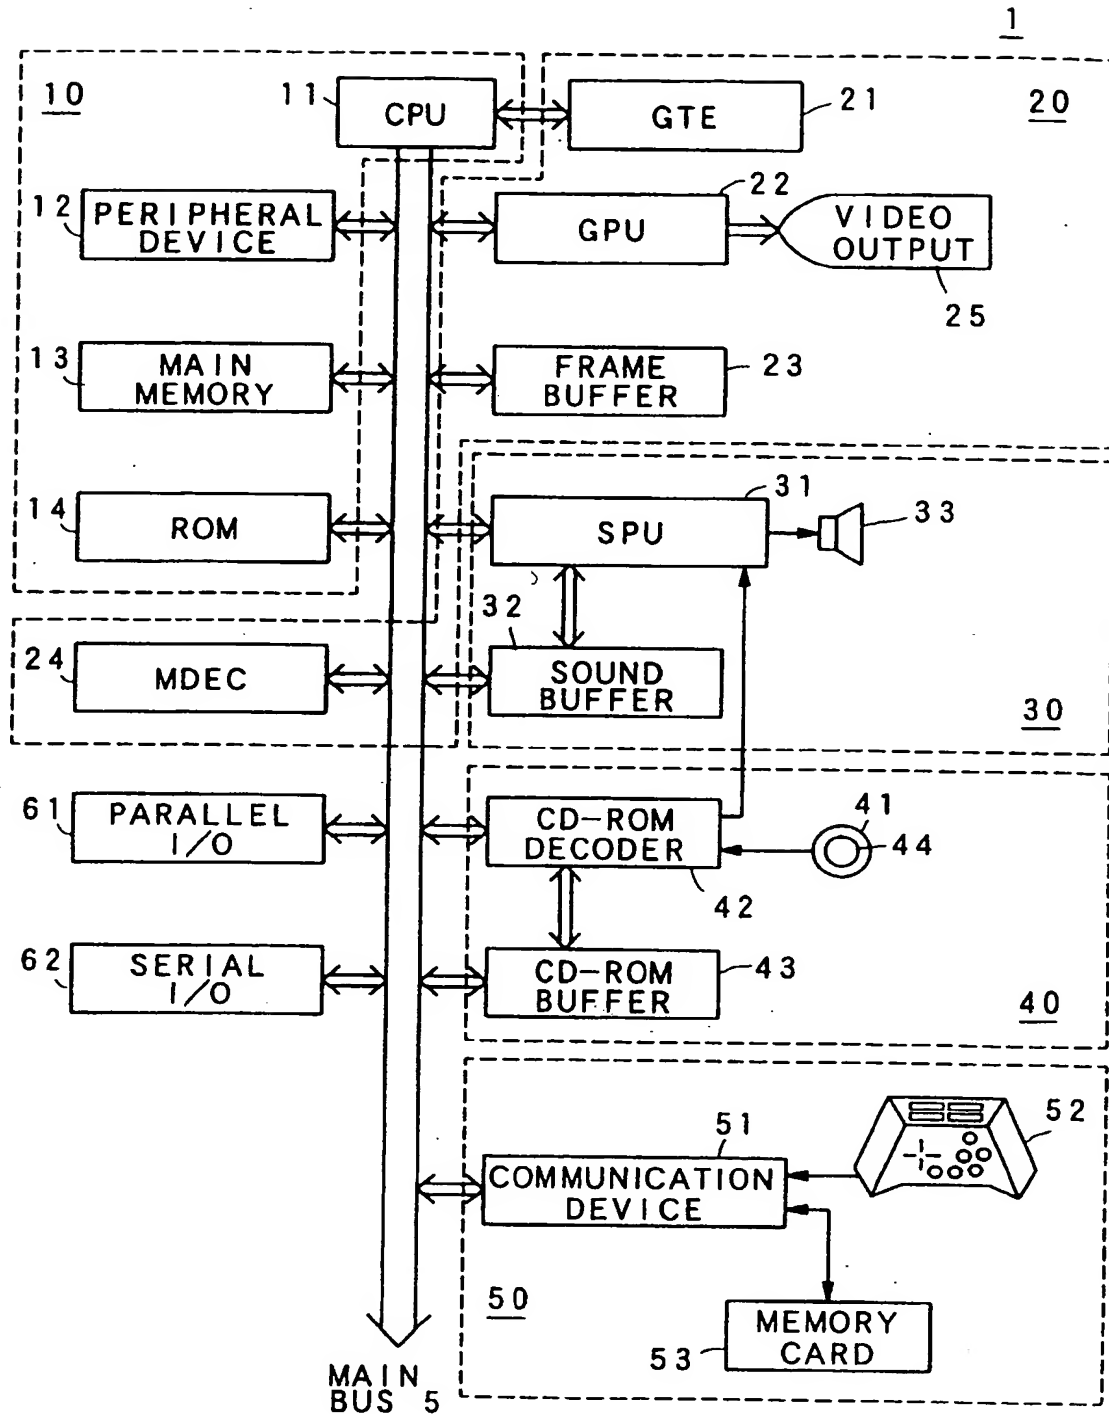 1
10
11
CPU
GTE
21
20
12
PERIPHERAL
DEVICE
GPU
22
VIDEO
OUTPUT
25
13
MAIN
MEMORY
FRAME
BUFFER
23
14
ROM
SPU
31
33
32
24
MDEC
SOUND
BUFFER
30
61
PARALLEL
I/O
CD-ROM
DECODER
42
41
44
62
SERIAL
I/O
CD-ROM
BUFFER
43
40
51
52
COMMUNICATION
DEVICE
50
MEMORY
CARD
53
MAIN
BUS 5